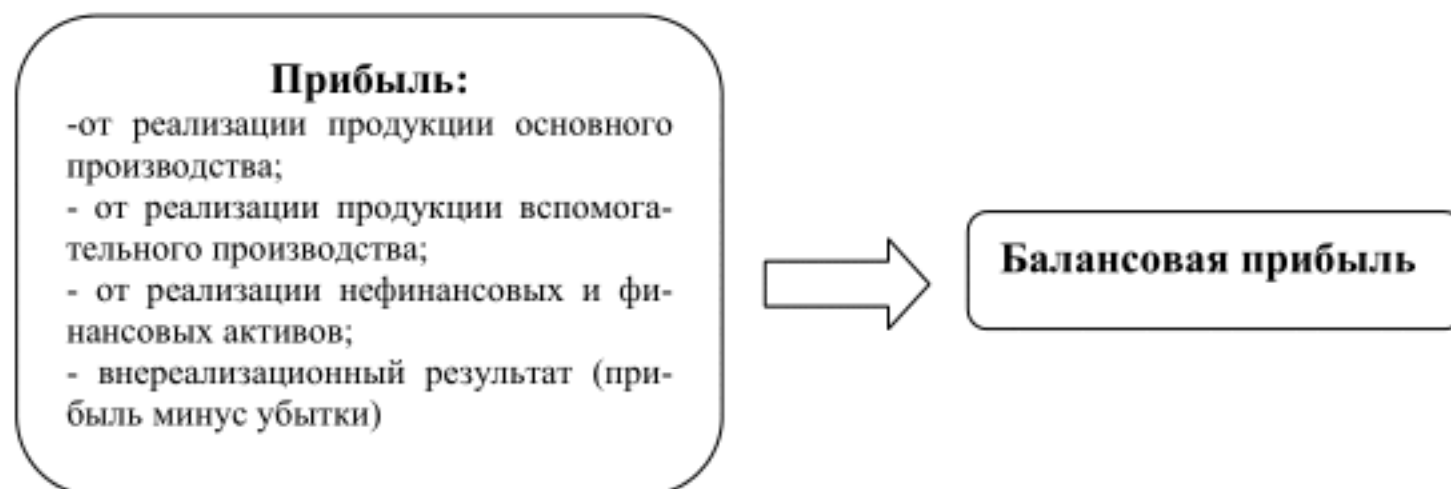 Прибыль:
-от реализации продукции основного
производства;
- от реализации продукции вспомога-
тельного производства;
- от реализации нефинансовых и фи-
нансовых активов;
- внереализационный результат (при-
быль минус убытки)
Балансовая прибыль